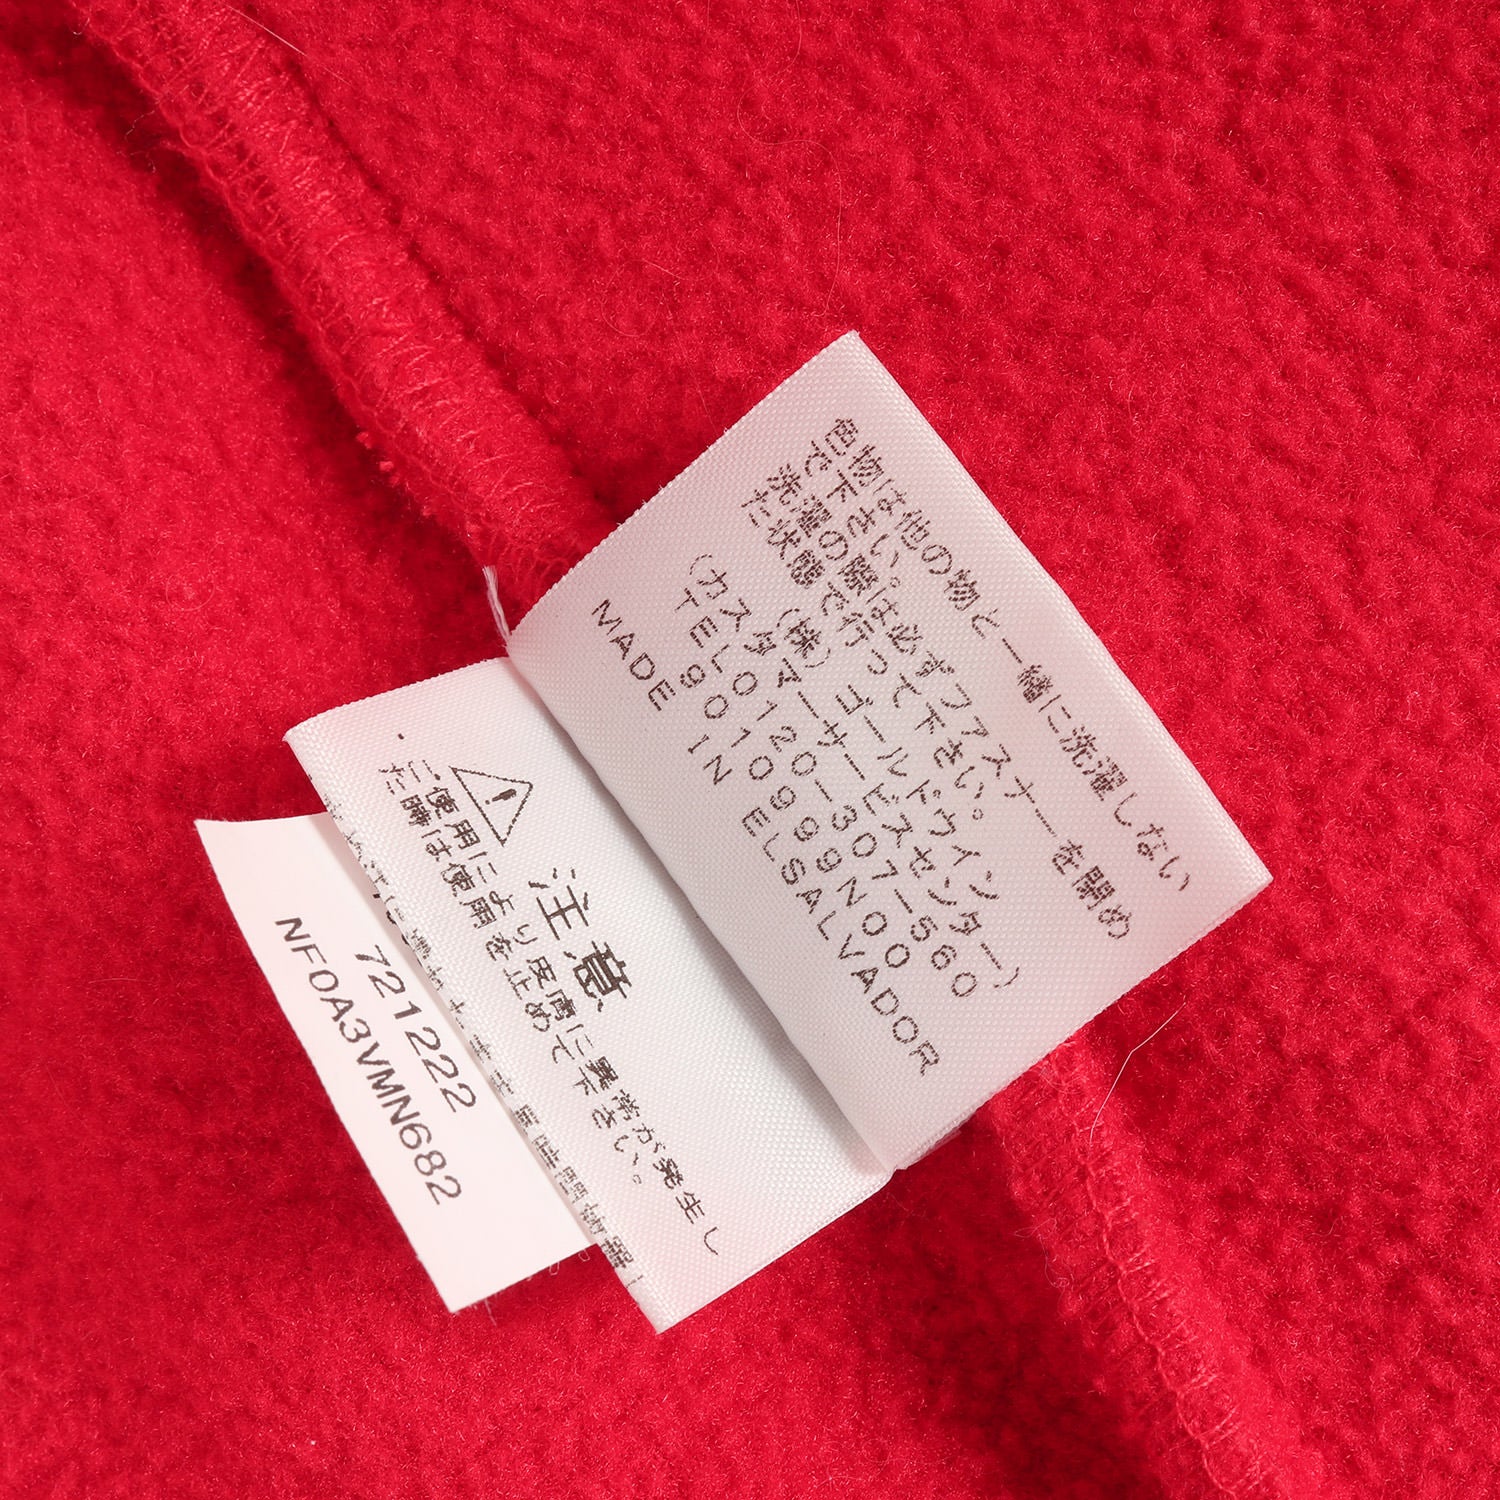 色物は他の物と一緒に洗濯しない
で下さい。
洗濯の際は必ずファスナーを閉め
た状態で行って下さい。
(株) ゴールドウイン
(カスタマーサービスセンター)
TEL0120-307-560
901099N00
MADE IN ELSALVADOR
注意
ご使用により皮膚に異常が発生し
た時は使用を止めて下さい。
721222
NF0A3VMN682